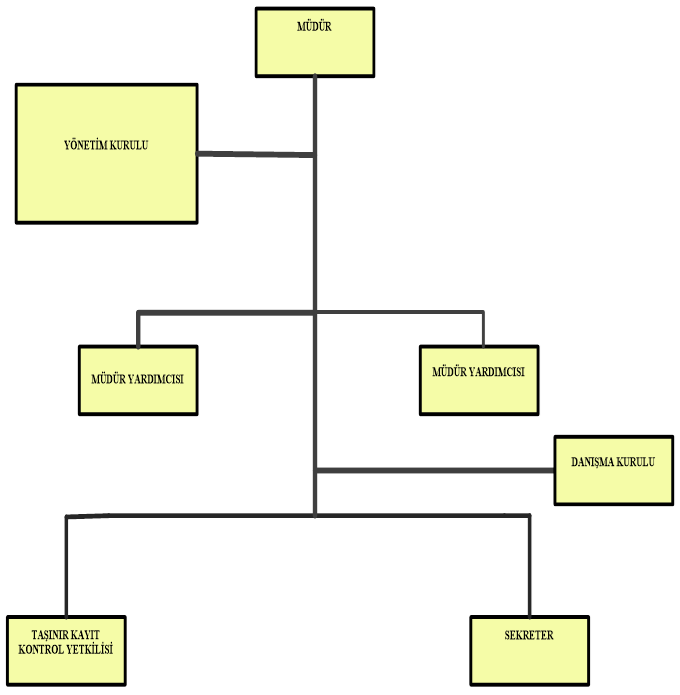 MÜDÜR
YÖNETİM KURULU
MÜDÜR YARDIMCISI
MÜDÜR YARDIMCISI
DANIŞMA KURULU
TAŞINIR KAYIT
KONTROL YETKİLİSİ
SEKRETER